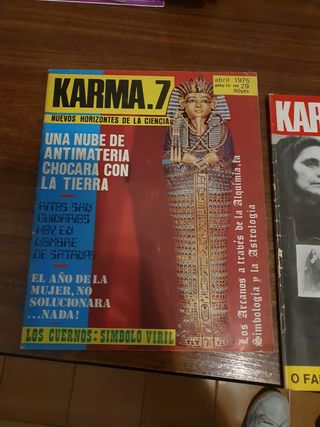 KARMA.7
NUEVOS HORIZONTES DE LA CIENCIA
abril 1975
año IV nº 29
50pts
UNA NUBE DE
ANTIMATERIA
CHOCARA CON
LA TIERRA
RITOS SAN
GUINARIOS
HOY EN
NOMBRE
DE SATANAS
EL AÑO DE LA
MUJER, NO
SOLUCIONARA
...NADA!
LOS CUERNOS: SIMBOLO VIRIL
Los Arcanos a través de la Alquimia, la
Simbología y la Astrología
KAR
O FA